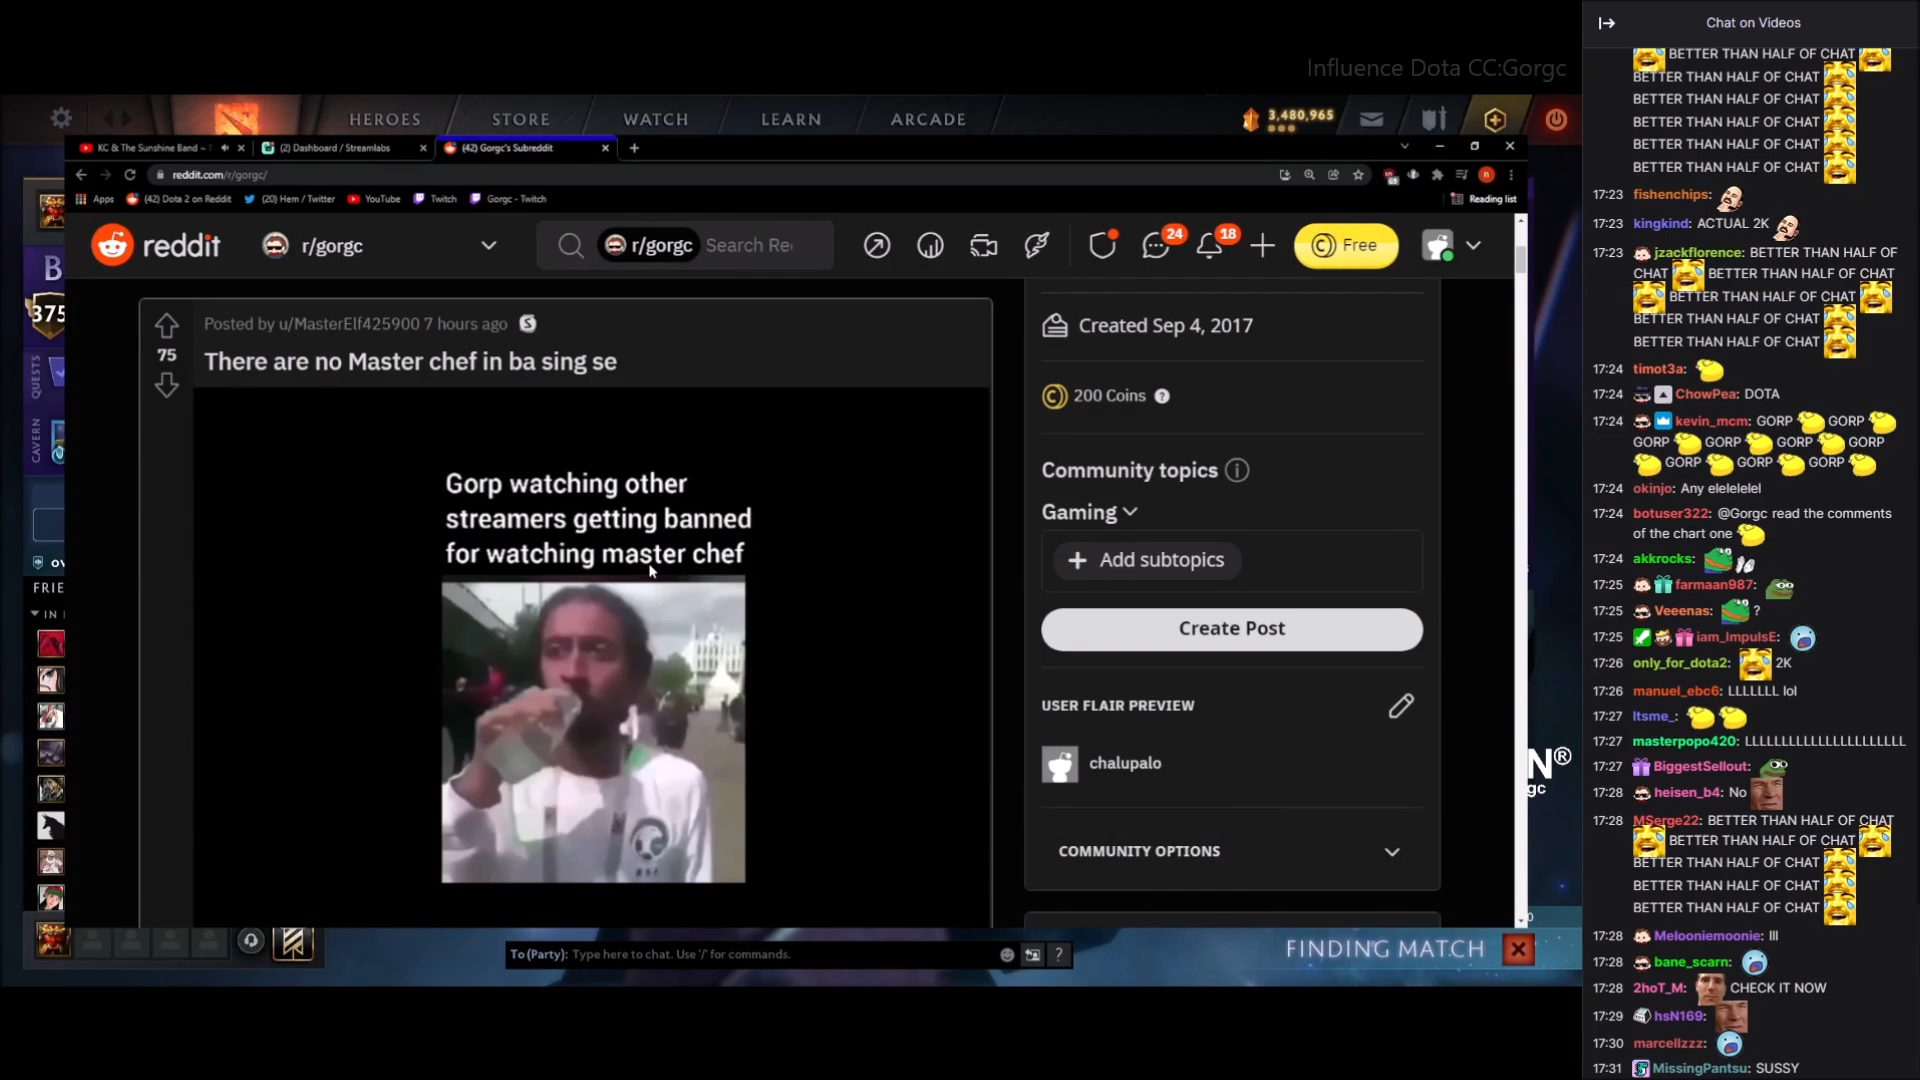 Influence Dota CC:Gorgc
HEROES
STORE
WATCH
LEARN
ARCADE
3,480,965
KC & The Sunshine Band –
(2) Dashboard / Streamlabs
(42) Gorgc's Subreddit
reddit.com/r/gorgc/
Apps
(42) Dota 2 on Reddit
(20) Hem / Twitter
YouTube
Twitch
Gorgc - Twitch
Reading list
reddit
r/gorgc
r/gorgc
Search Re
24
18
Free
B
375
QUESTS
CAVERN
FRIE
IN
Posted by u/MasterElf425900 7 hours ago
75
There are no Master chef in ba sing se
Gorp watching other
streamers getting banned
for watching master chef
Created Sep 4, 2017
200 Coins
Community topics
Gaming
Add subtopics
Create Post
USER FLAIR PREVIEW
chalupalo
COMMUNITY OPTIONS
N®
gc
To (Party): Type here to chat. Use '/' for commands.
?
FINDING MATCH
Chat on Videos
BETTER THAN HALF OF CHAT
BETTER THAN HALF OF CHAT
BETTER THAN HALF OF CHAT
BETTER THAN HALF OF CHAT
BETTER THAN HALF OF CHAT
BETTER THAN HALF OF CHAT
17:23 fishenchips:
17:23 kingkind: ACTUAL 2K
17:23 jzackflorence: BETTER THAN HALF OF
CHAT BETTER THAN HALF OF CHAT
BETTER THAN HALF OF CHAT
BETTER THAN HALF OF CHAT
BETTER THAN HALF OF CHAT
17:24 timot3a:
17:24 ChowPea: DOTA
17:24 kevin_mcm: GORP GORP
GORP GORP GORP GORP
GORP GORP GORP
17:24 okinjo: Any elelelelel
17:24 botuser322: @Gorgc read the comments
of the chart one
17:24 akkrocks:
17:25 farmaan987:
17:25 Veeenas: ?
17:25 iam_ImpulsE:
17:26 only_for_dota2: 2K
17:26 manuel_ebc6: LLLLLLL lol
17:27 Itsme_:
17:27 masterpopo420: LLLLLLLLLLLLLLLLLLLLLL
17:27 BiggestSellout:
17:28 heisen_b4: No
17:28 MSerge22: BETTER THAN HALF OF CHAT
BETTER THAN HALF OF CHAT
BETTER THAN HALF OF CHAT
BETTER THAN HALF OF CHAT
BETTER THAN HALF OF CHAT
17:28 Melooniemoonie: lll
17:28 bane_scarn:
17:28 2hoT_M: CHECK IT NOW
17:29 hsN169:
17:30 marcellzzz:
17:31 MissingPantsu: SUSSY